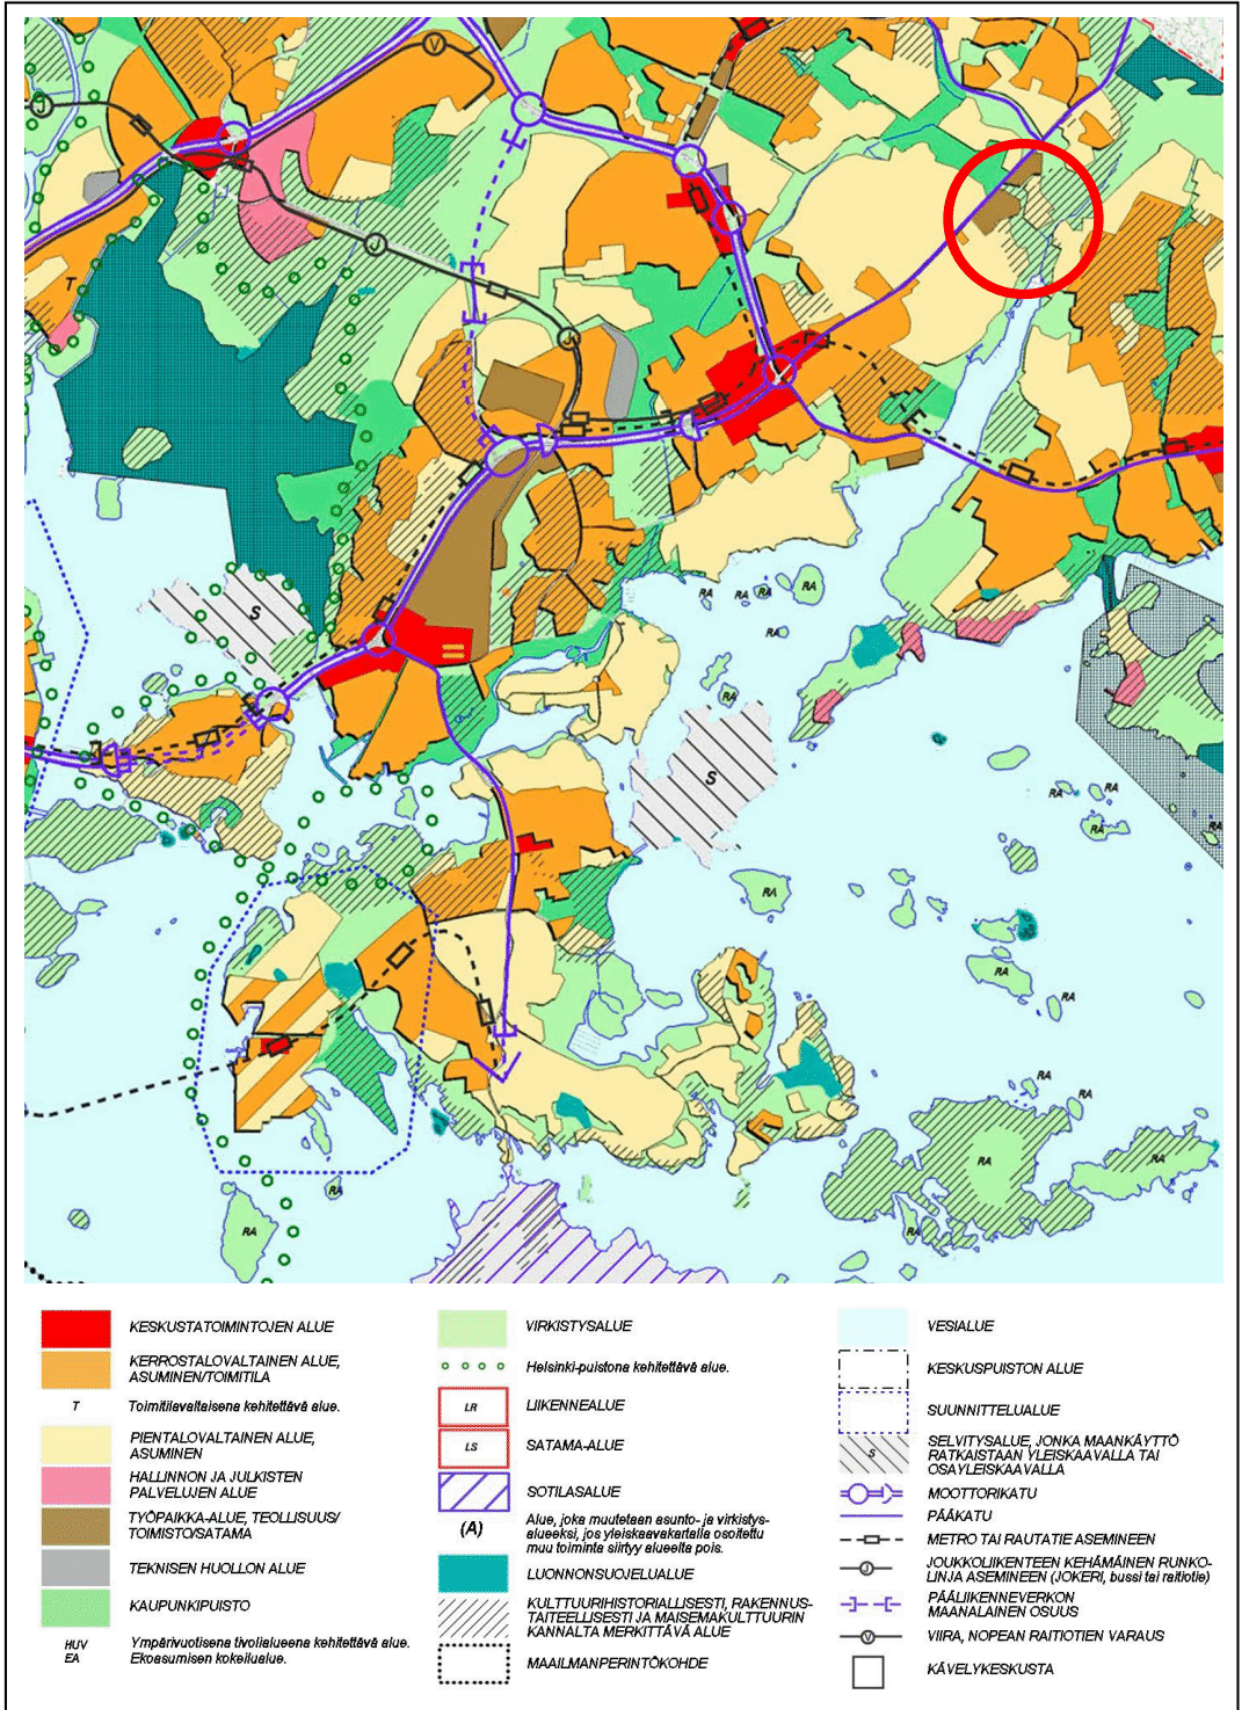 V
J
J
T
J
S
RA
RA
RA
RA
RA
RA
S
RA
RA
RA
RA
RA
RA
RA
RA
RA
RA
RA
RA
RA
RA
KESKUSTATOIMINTOJEN ALUE
KERROSTALOVALTAINEN ALUE,
ASUMINEN/TOIMITILA
T Toimitilavaltaisena kehitettävä alue.
PIENTALOVALTAINEN ALUE,
ASUMINEN
HALLINNON JA JULKISTEN
PALVELUJEN ALUE
TYÖPAIKKA-ALUE, TEOLLISUUS/
TOIMISTO/SATAMA
TEKNISEN HUOLLON ALUE
KAUPUNKIPUISTO
HUV Ympärivuotisena tivolialueena kehitettävä alue.
EA Ekoasumisen kokeilualue.
VIRKISTYSALUE
Helsinki-puistona kehitettävä alue.
LR LIIKENNEALUE
LS SATAMA-ALUE
SOTILASALUE
(A) Alue, joka muutetaan asunto- ja virkistys-
alueeksi, jos yleiskaavakartalla osoitettu
muu toiminta siirtyy alueelta pois.
LUONNONSUOJELUALUE
KULTTUURIHISTORIALLISESTI, RAKENNUS-
TAITEELLISESTI JA MAISEMAKULTTUURIN
KANNALTA MERKITTÄVÄ ALUE
MAAILMANPERINTÖKOHDE
VESIALUE
KESKUSPUISTON ALUE
SUUNNITTELUALUE
S SELVITYSALUE, JONKA MAANKÄYTTÖ
RATKAISTAAN YLEISKAAVALLA TAI
OSAYLEISKAAVALLA
MOOTTORIKATU
PÄÄKATU
METRO TAI RAUTATIE ASEMINEEN
J JOUKKOLIIKENTEEN KEHÄMÄINEN RUNKO-
LINJA ASEMINEEN (JOKERI, bussi tai raitiotie)
PÄÄLIIKENNEVERKON
MAANALAINEN OSUUS
V VIIRA, NOPEAN RAITIOTIEN VARAUS
KÄVELYKESKUSTA